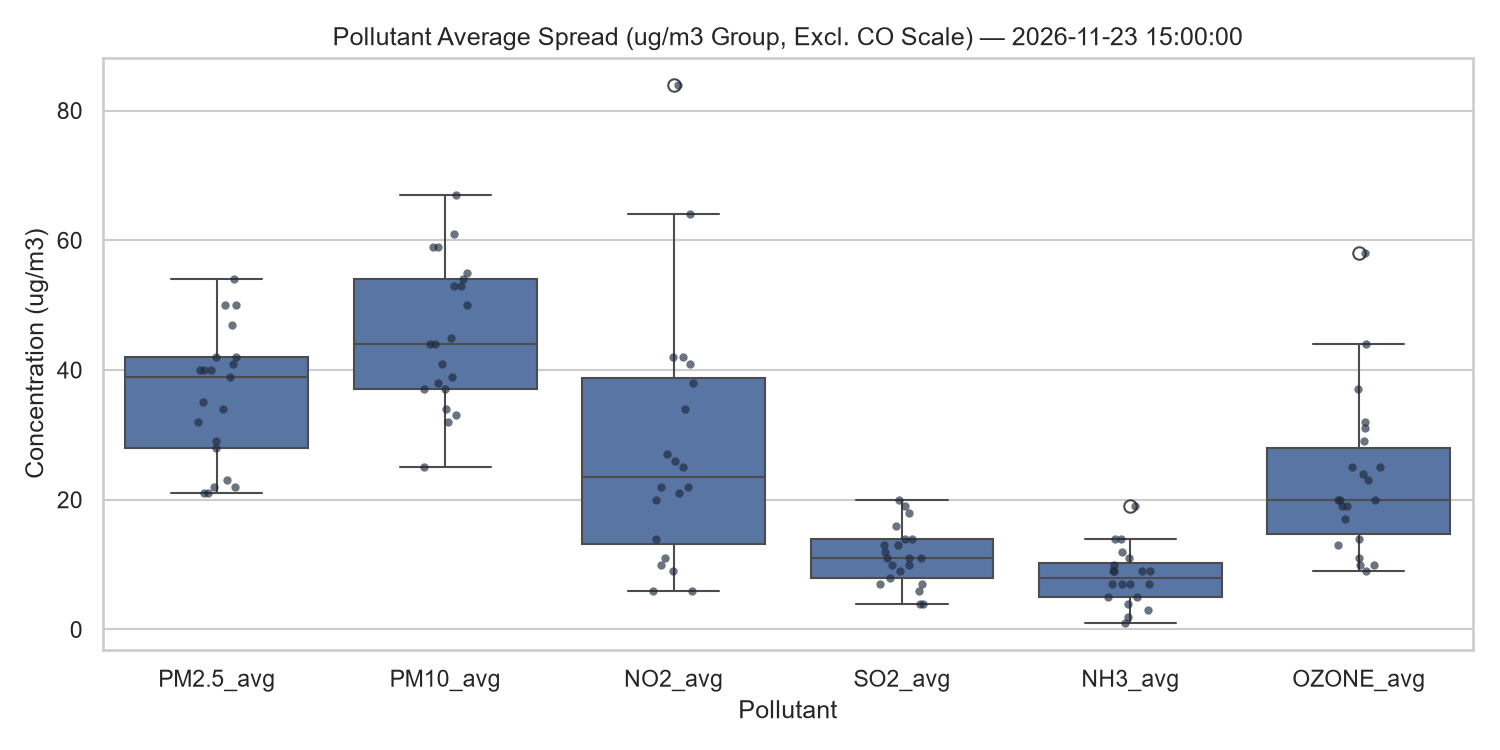 Pollutant Average Spread (ug/m3 Group, Excl. CO Scale) — 2026-11-23 15:00:00
Concentration (ug/m3)
80
60
40
20
0
PM2.5_avg PM10_avg NO2_avg SO2_avg NH3_avg OZONE_avg
Pollutant